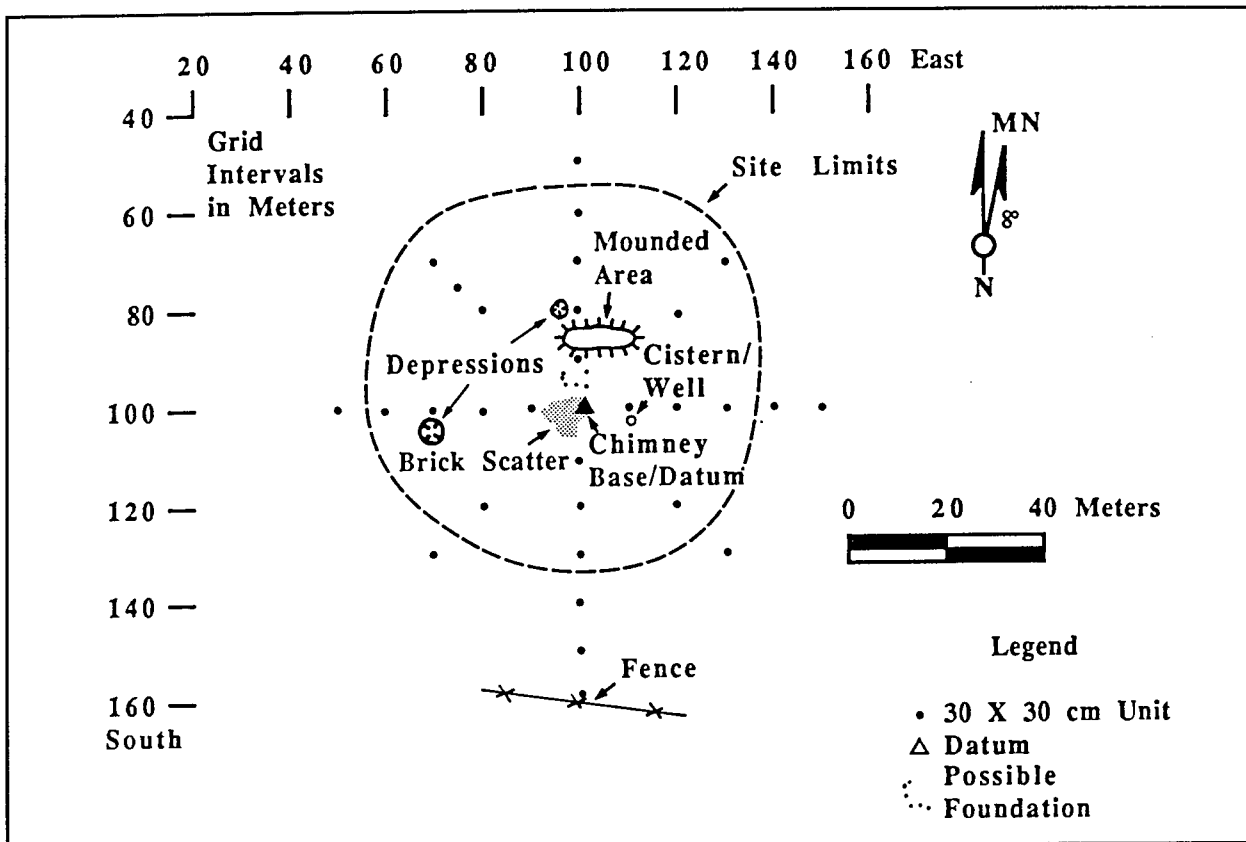 20 40 60 80 100 120 140 160 East
40
Grid
Intervals
in Meters
MN
8°
N
Site Limits
60
Mounded
Area
80
Depressions
Cistern/
Well
100
Brick Scatter
Chimney
Base/Datum
120
0 20 40 Meters
140
Legend
Fence
160
South
30 X 30 cm Unit
Datum
Possible
Foundation